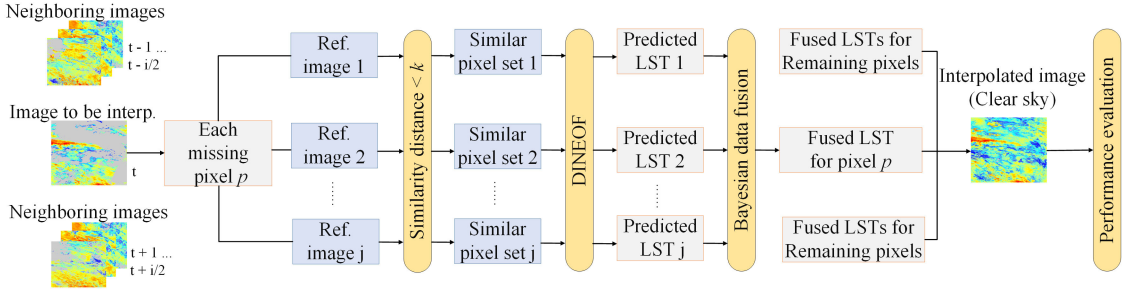 Neighboring images
t - 1 ...
t - i/2
Image to be interp.
t
Neighboring images
t + 1 ...
t + i/2
Each
missing
pixel p
Ref.
image 1
Ref.
image 2
......
Ref.
image j
Similarity distance < k
Similar
pixel set 1
Similar
pixel set 2
......
Similar
pixel set j
DINEOF
Predicted
LST 1
Predicted
LST 2
......
Predicted
LST j
Bayesian data fusion
Fused LSTs for
Remaining pixels
Fused LST
for pixel p
Fused LSTs for
Remaining pixels
Interpolated image
(Clear sky)
Performance evaluation